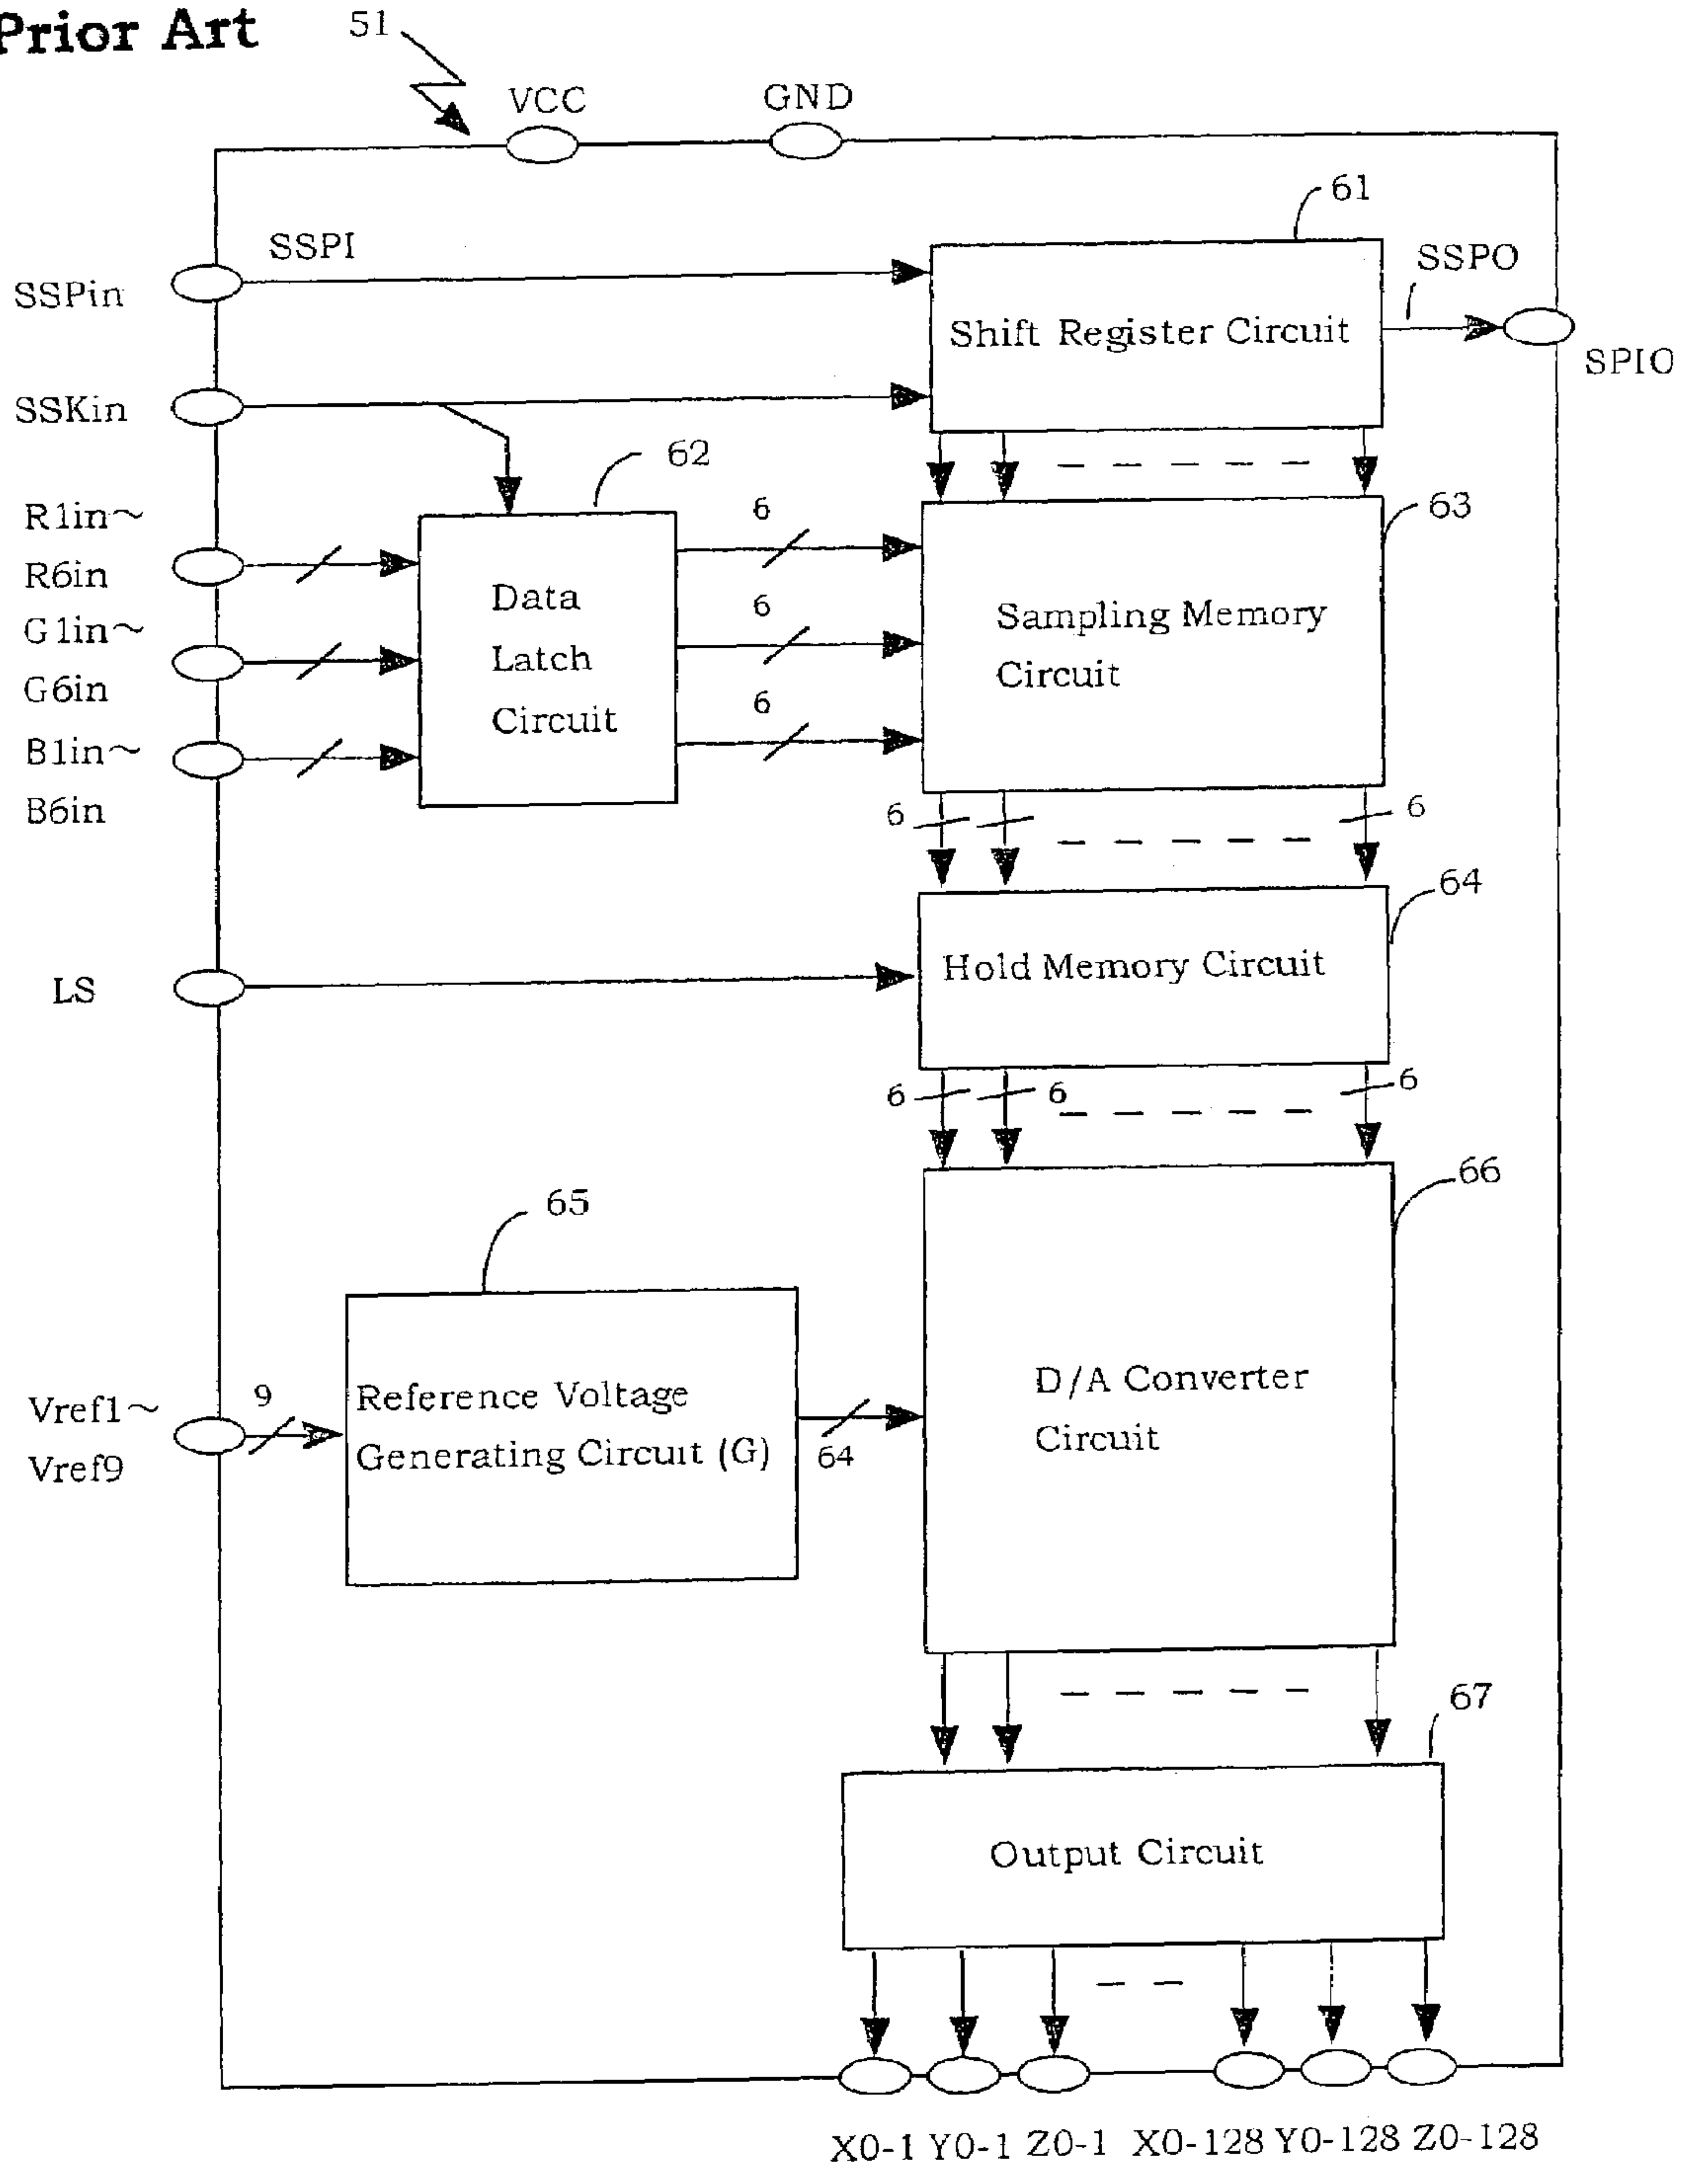 Prior Art
51
VCC
GND
61
SSPI
SSPin
SSPO
Shift Register Circuit
SPIO
SSKin
62
63
R1in~
R6in
G1in~
G6in
B1in~
B6in
Data
Latch
Circuit
6
6
6
Sampling Memory
Circuit
6
6
64
Hold Memory Circuit
LS
6
6
6
66
65
Vref1~
Vref9
9
Reference Voltage
Generating Circuit (G)
64
D/A Converter
Circuit
67
Output Circuit
X0-1 Y0-1 Z0-1 X0-128 Y0-128 Z0-128